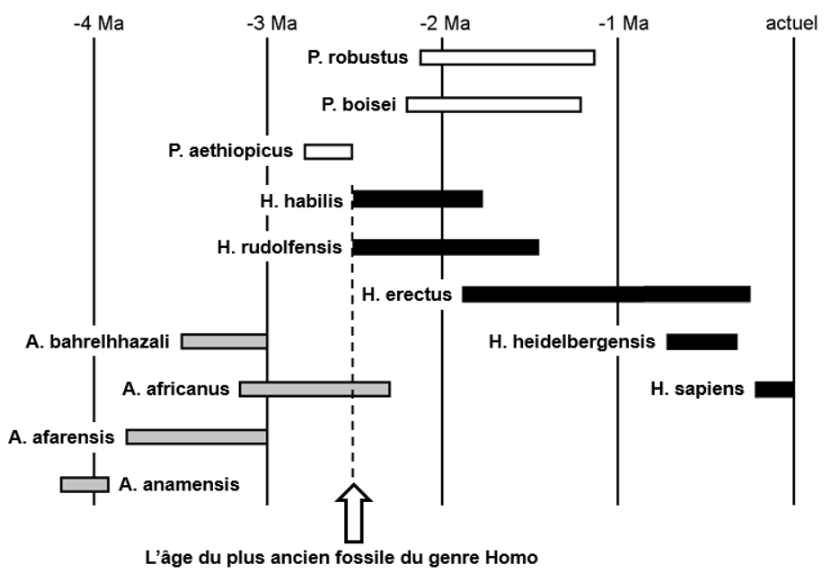 -4 Ma -3 Ma -2 Ma -1 Ma actuel
P. robustus
P. boisei
P. aethiopicus
H. habilis
H. rudolfensis
H. erectus
A. bahrelhhazali H. heidelbergensis
A. africanus H. sapiens
A. afarensis
A. anamensis
L'âge du plus ancien fossile du genre Homo